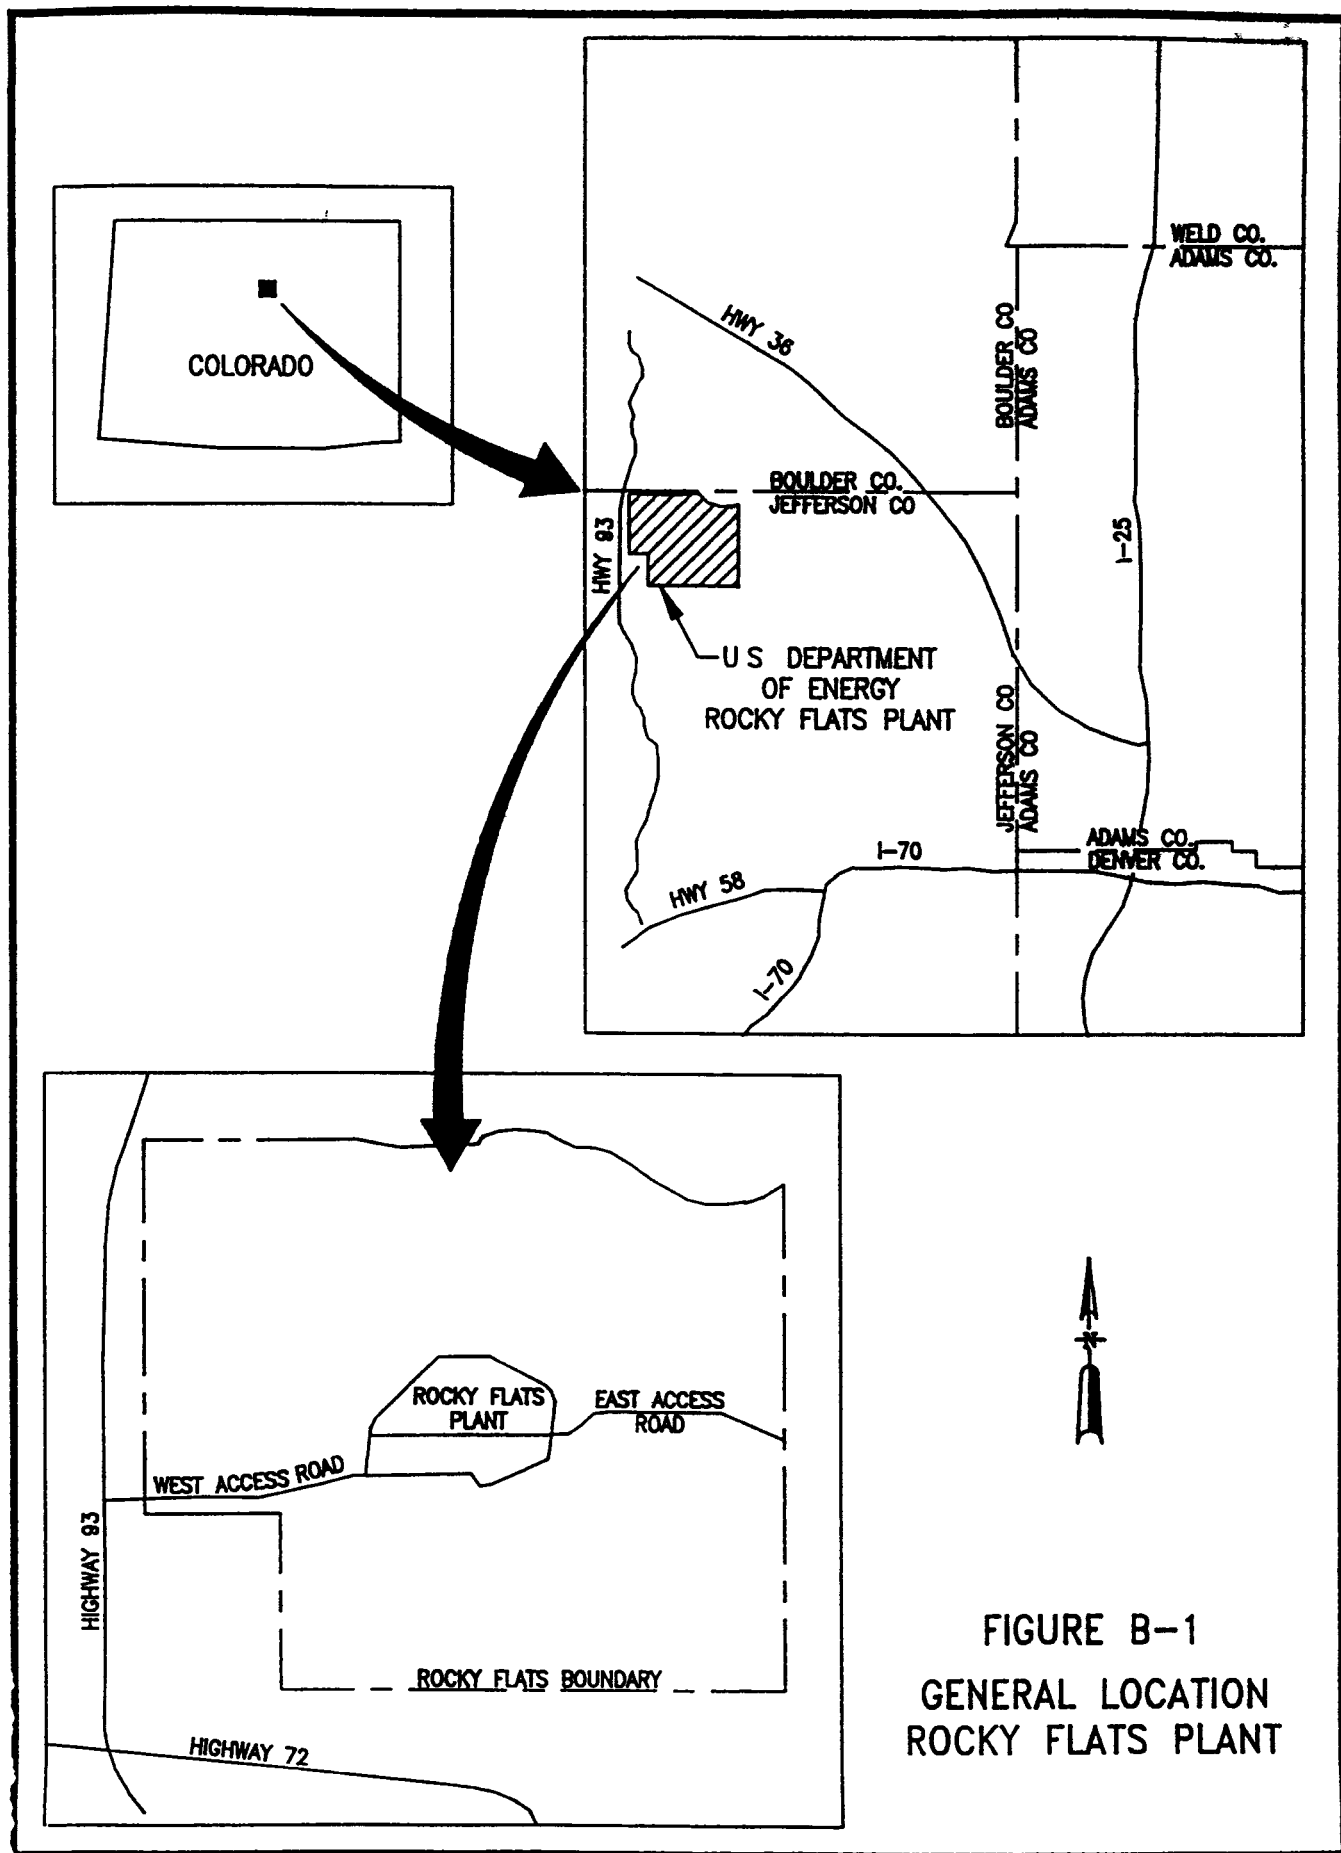 COLORADO
WELD CO.
ADAMS CO.
HWY 36
BOULDER CO
ADAMS CO
BOULDER CO.
JEFFERSON CO
HWY 93
I-25
U S DEPARTMENT
OF ENERGY
ROCKY FLATS PLANT
JEFFERSON CO
ADAMS CO
ADAMS CO.
DENVER CO.
I-70
HWY 58
I-70
ROCKY FLATS
PLANT
EAST ACCESS
ROAD
WEST ACCESS ROAD
HIGHWAY 93
ROCKY FLATS BOUNDARY
HIGHWAY 72
N
FIGURE B-1
GENERAL LOCATION
ROCKY FLATS PLANT